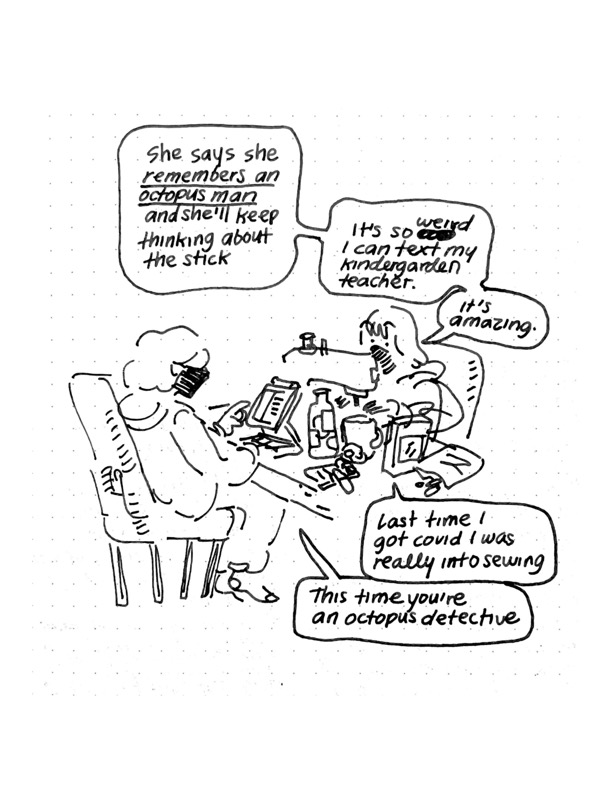 She says she
remembers an
octopus man
and she'll keep
thinking about
the stick
It's so weird
I can text my
kindergarden
teacher.
it's
amazing.
Last time I
got covid I was
really into sewing
This time you're
an octopus detective